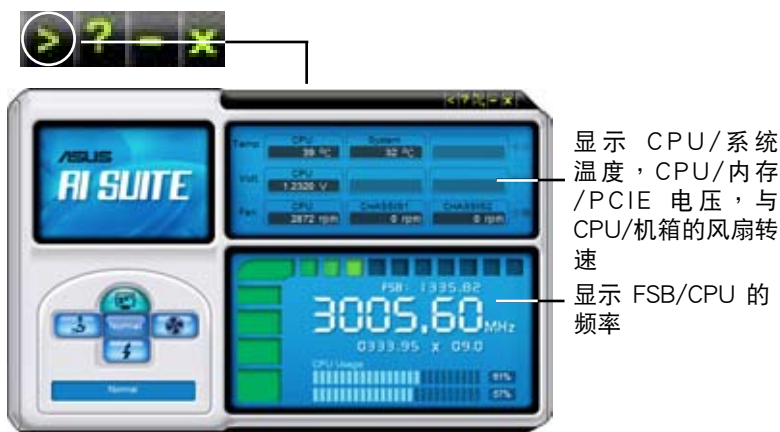 > ? - x
< ? - x
ASUS
AI SUITE
Temp. CPU System
39 °C 32 °C
Volt. CPU
1.2320 V
Fan CPU CHASSIS1 CHASSIS2
2872 rpm 0 rpm 0 rpm
显示 CPU/系统
温度，CPU/内存
/PCIE 电压，与
CPU/机箱的风扇转
速
FSB: 1335.82
3005.60 MHz
0333.95 x 09.0
CPU Usage
61%
57%
显示 FSB/CPU 的
频率
Normal
Normal